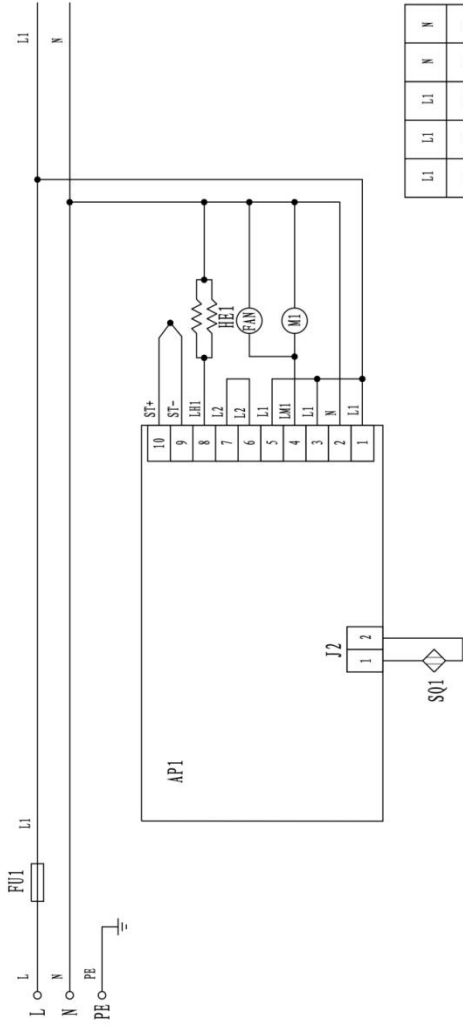 L L FU1 L1 L1
N N N
PE PE
AP1
10 ST+
9 ST-
8 LH1
7 L2
6 L2
5 L1
4 LM1
3 L1
2 N
1 L1
HE1
FAN
M1
J2
1 2
SQ1
L1 L1 L1 N N